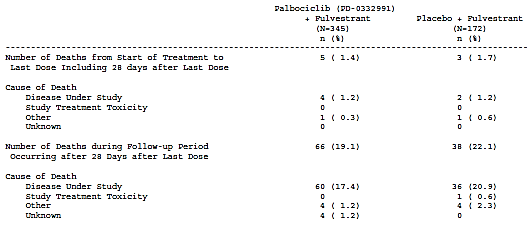 Palbociclib (PD-0332991)
+ Fulvestrant Placebo + Fulvestrant
(N=345) (N=172)
n (%) n (%)
Number of Deaths from Start of Treatment to 5 ( 1.4) 3 ( 1.7)
Last Dose Including 28 days after Last Dose
Cause of Death
Disease Under Study 4 ( 1.2) 2 ( 1.2)
Study Treatment Toxicity 0 0
Other 1 ( 0.3) 1 ( 0.6)
Unknown 0 0
Number of Deaths during Follow-up Period 66 (19.1) 38 (22.1)
Occurring after 28 Days after Last Dose
Cause of Death
Disease Under Study 60 (17.4) 36 (20.9)
Study Treatment Toxicity 0 1 ( 0.6)
Other 4 ( 1.2) 4 ( 2.3)
Unknown 4 ( 1.2) 0